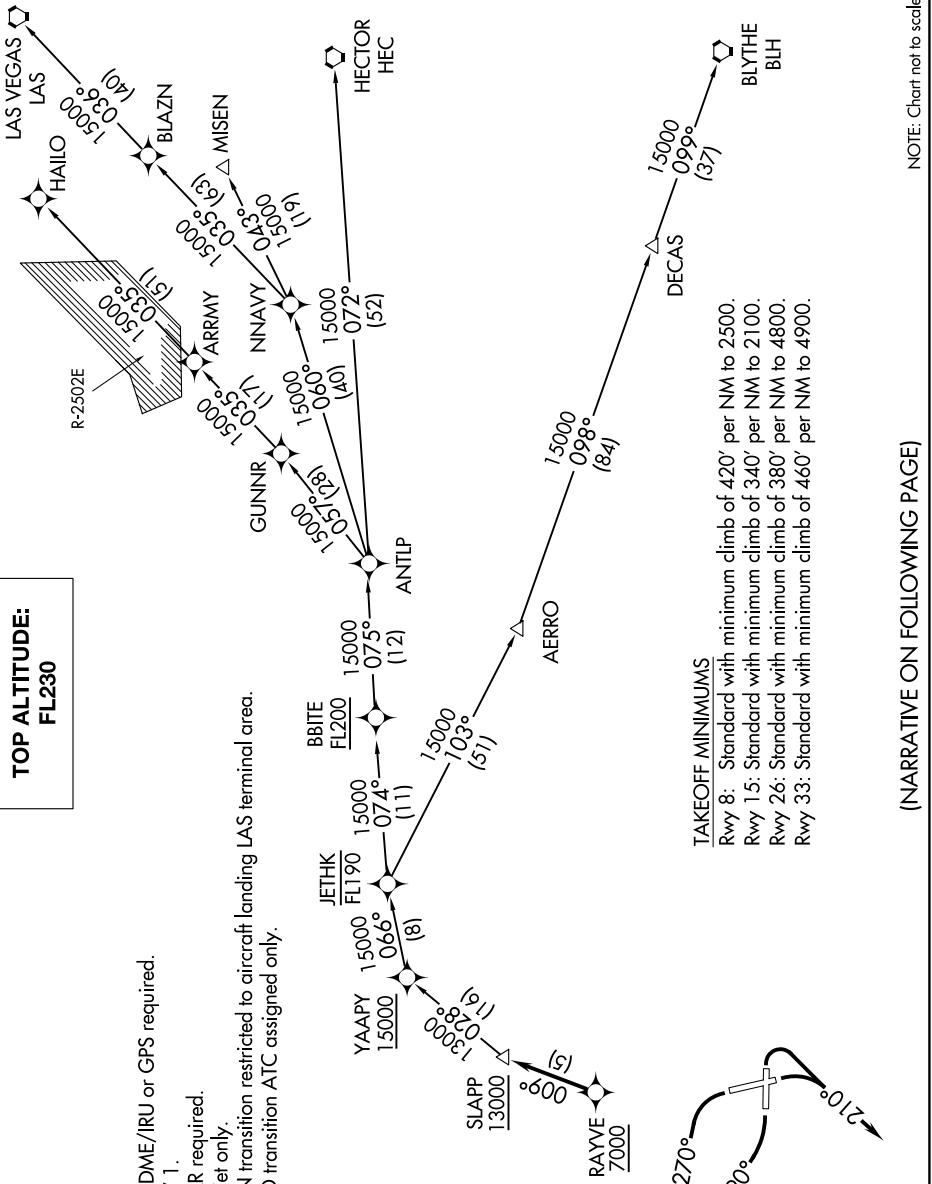 TOP ALTITUDE:
FL230
DME/IRU or GPS required.
1.
R required.
et only.
N transition restricted to aircraft landing LAS terminal area.
transition ATC assigned only.
LAS VEGAS
LAS
15000
036°
(40)
HAILO
BLAZN
MISEN
HECTOR
HEC
15000
035°
(63)
043°
15000
(19)
15000
035°
(51)
R-2502E
ARRMY
NNAVY
15000
035°
(17)
GUNNR
15000
057°
(28)
15000
060°
(40)
15000
072°
(52)
ANTLP
15000
075°
(12)
BBITE
FL200
15000
074°
(11)
JETHK
FL190
15000
066°
(8)
YAAPY
15000
13000
028°
(16)
SLAPP
13000
009°
(5)
RAYVE
7000
15000
103°
(51)
AERRO
15000
098°
(84)
DECAS
15000
099°
(37)
BLYTHE
BLH
270°
210°
TAKEOFF MINIMUMS
Rwy 8: Standard with minimum climb of 420' per NM to 2500.
Rwy 15: Standard with minimum climb of 340' per NM to 2100.
Rwy 26: Standard with minimum climb of 380' per NM to 4800.
Rwy 33: Standard with minimum climb of 460' per NM to 4900.
(NARRATIVE ON FOLLOWING PAGE)
NOTE: Chart not to scale